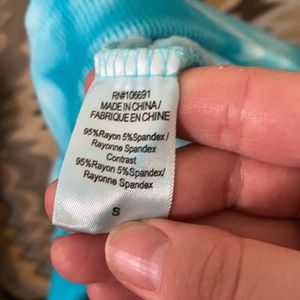 RN#106691
MADE IN CHINA/
FABRIQUE EN CHINE
95%Rayon 5%Spandex/
Rayonne Spandex
Contrast
95%Rayon 5%Spandex/
Rayonne Spandex
S